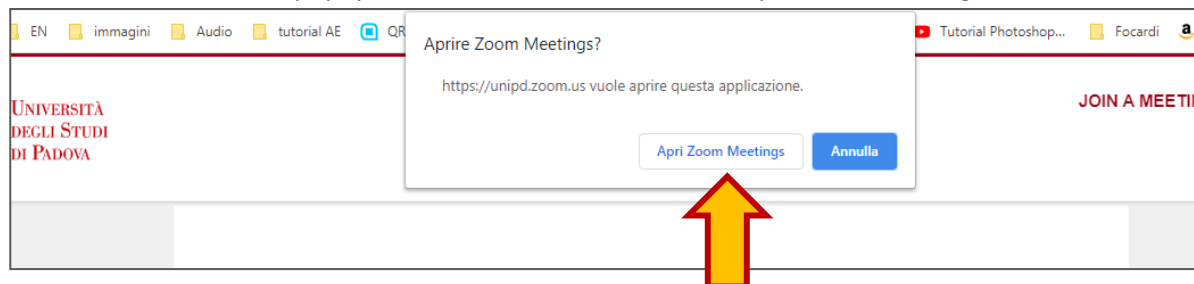 EN immagini Audio tutorial AE QR Tutorial Photoshop... Focardi
Aprire Zoom Meetings?
https://unipd.zoom.us vuole aprire questa applicazione.
Apri Zoom Meetings Annulla
UNIVERSITÀ
DEGLI STUDI
DI PADOVA
JOIN A MEETIN